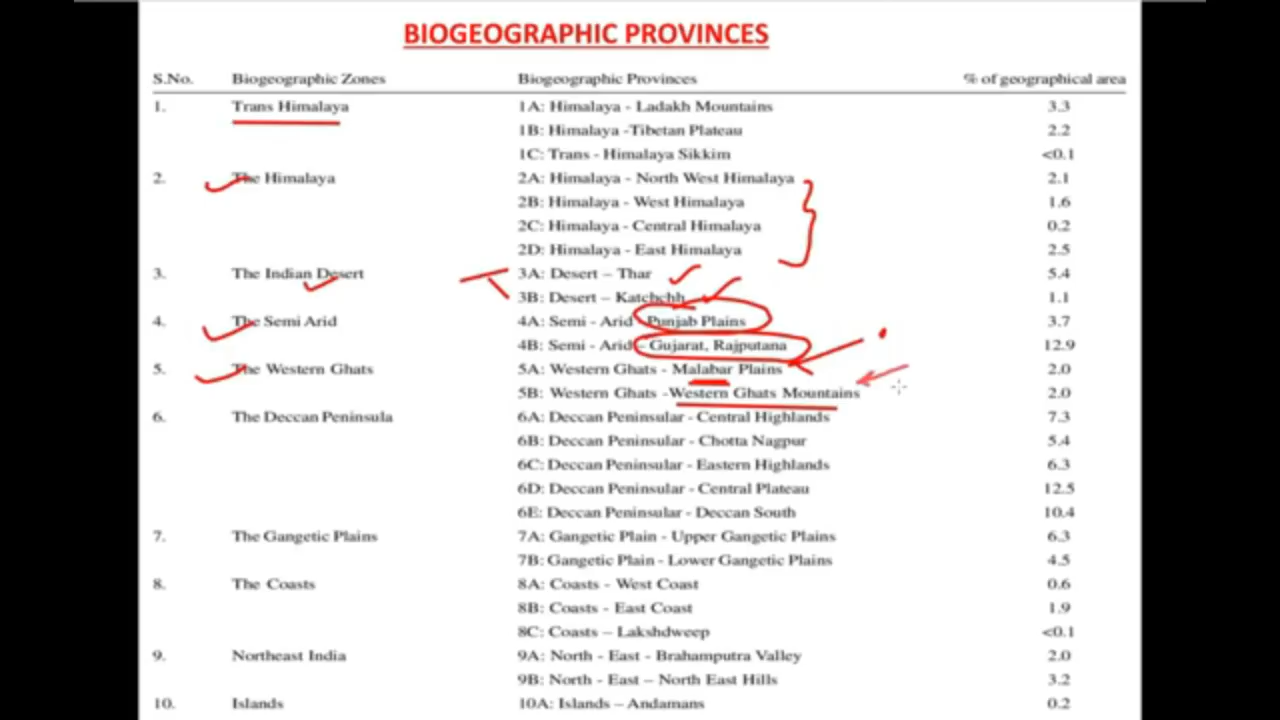 BIOGEOGRAPHIC PROVINCES
S.No. Biogeographic Zones Biogeographic Provinces % of geographical area
1. Trans Himalaya 1A: Himalaya - Ladakh Mountains 3.3
1B: Himalaya -Tibetan Plateau 2.2
1C: Trans - Himalaya Sikkim <0.1
2. The Himalaya 2A: Himalaya - North West Himalaya 2.1
2B: Himalaya - West Himalaya 1.6
2C: Himalaya - Central Himalaya 0.2
2D: Himalaya - East Himalaya 2.5
3. The Indian Desert 3A: Desert – Thar 5.4
3B: Desert – Katchchh 1.1
4. The Semi Arid 4A: Semi - Arid - Punjab Plains 3.7
4B: Semi - Arid – Gujarat, Rajputana 12.9
5. The Western Ghats 5A: Western Ghats - Malabar Plains 2.0
5B: Western Ghats -Western Ghats Mountains 2.0
6. The Deccan Peninsula 6A: Deccan Peninsular - Central Highlands 7.3
6B: Deccan Peninsular - Chotta Nagpur 5.4
6C: Deccan Peninsular - Eastern Highlands 6.3
6D: Deccan Peninsular - Central Plateau 12.5
6E: Deccan Peninsular - Deccan South 10.4
7. The Gangetic Plains 7A: Gangetic Plain - Upper Gangetic Plains 6.3
7B: Gangetic Plain - Lower Gangetic Plains 4.5
8. The Coasts 8A: Coasts - West Coast 0.6
8B: Coasts - East Coast 1.9
8C: Coasts – Lakshdweep <0.1
9. Northeast India 9A: North - East - Brahamputra Valley 2.0
9B: North - East – North East Hills 3.2
10. Islands 10A: Islands – Andamans 0.2